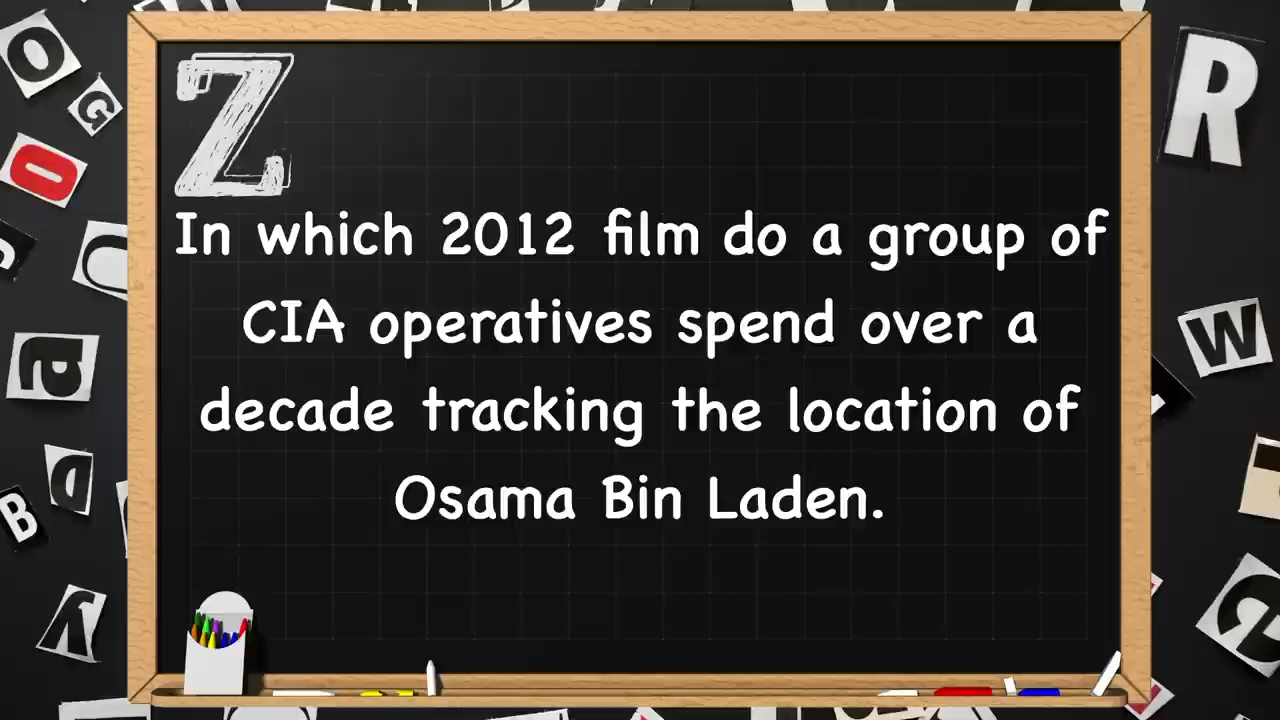 Z
In which 2012 film do a group of
CIA operatives spend over a
decade tracking the location of
Osama Bin Laden.
O
G
O
a
D
B
y
R
W